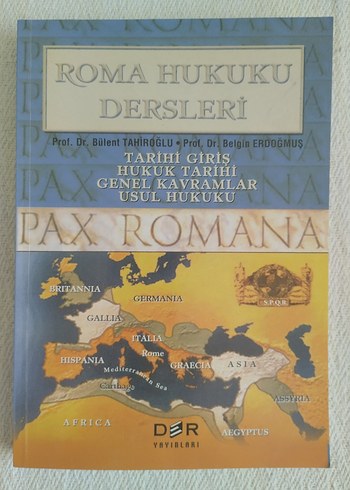 ROMA HUKUKU
DERSLERİ
Prof. Dr. Bülent TAHİROĞLU • Prof. Dr. Belgin ERDOĞMUŞ
TARİHİ GİRİŞ
HUKUK TARİHİ
GENEL KAVRAMLAR
USUL HUKUKU
PAX ROMANA
BRITANNIA
GERMANIA
GALLIA
S.P.Q.R.
ITALIA
Rome
HISPANIA
GRAECIA
ASIA
Mediterranean Sea
Carthage
ASSYRIA
AFRICA
AEGYPTUS
DER
YAYINLARI